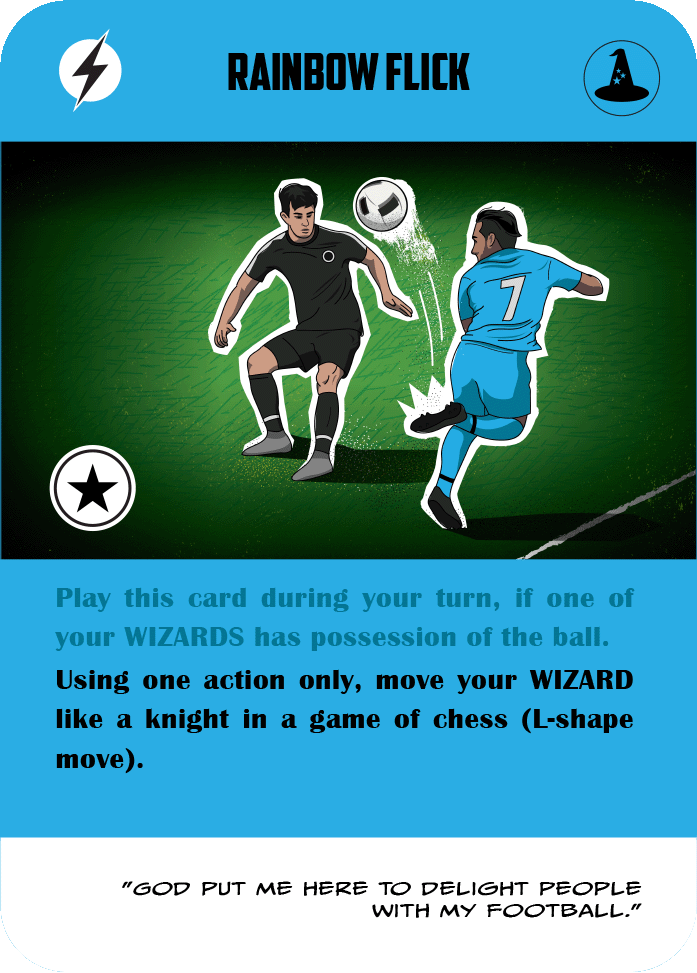 RAINBOW FLICK
7
Play this card during your turn, if one of
your WIZARDS has possession of the ball.
Using one action only, move your WIZARD
like a knight in a game of chess (L-shape
move).
"GOD PUT ME HERE TO DELIGHT PEOPLE
WITH MY FOOTBALL."